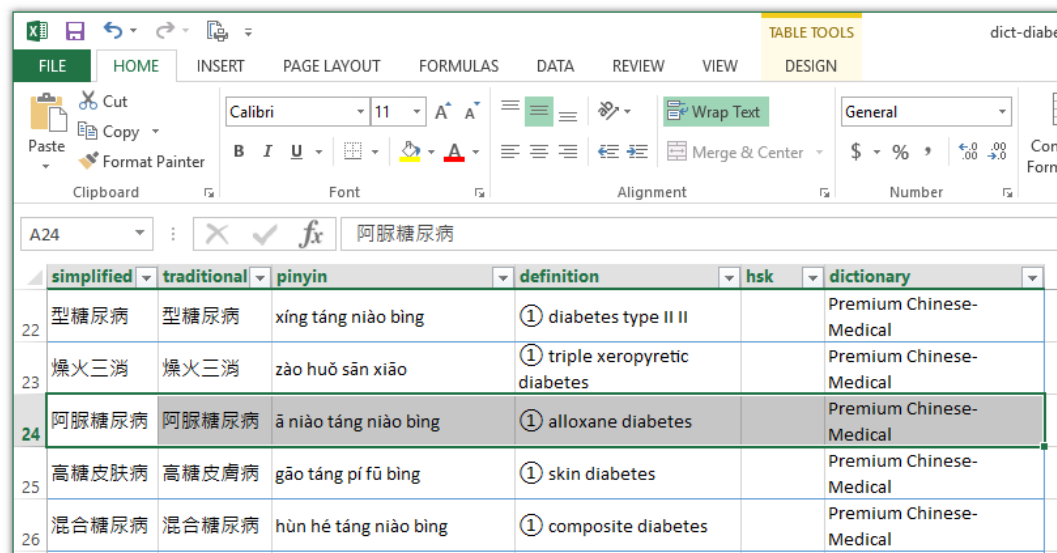 TABLE TOOLS
dict-diabe
FILE HOME INSERT PAGE LAYOUT FORMULAS DATA REVIEW VIEW DESIGN
Cut
Copy
Format Painter
Paste
Clipboard
Calibri 11
B I U A
Font
Wrap Text
Merge & Center
Alignment
General
$ % , .0 .00 .00 .0
Number
Con
Form
A24 fx 阿脲糖尿病
simplified traditional pinyin definition hsk dictionary
22 型糖尿病 型糖尿病 xíng táng niào bìng ① diabetes type II II Premium Chinese-
Medical
23 燥火三消 燥火三消 zào huǒ sān xiāo ① triple xeropyretic
diabetes Premium Chinese-
Medical
24 阿脲糖尿病 阿脲糖尿病 ā niào táng niào bìng ① alloxane diabetes Premium Chinese-
Medical
25 高糖皮肤病 高糖皮膚病 gāo táng pí fū bìng ① skin diabetes Premium Chinese-
Medical
26 混合糖尿病 混合糖尿病 hùn hé táng niào bìng ① composite diabetes Premium Chinese-
Medical